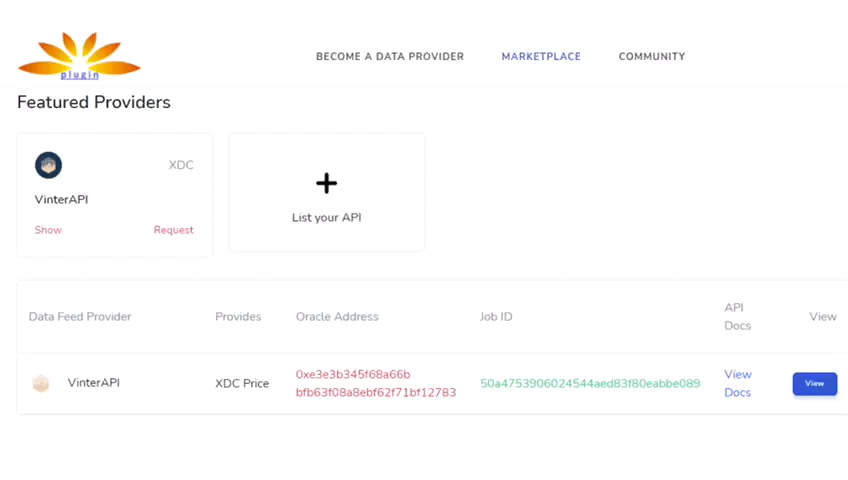 plugin
BECOME A DATA PROVIDER
MARKETPLACE
COMMUNITY
Featured Providers
XDC
VinterAPI
Show
Request
List your API
Data Feed Provider
Provides
Oracle Address
Job ID
API
Docs
View
VinterAPI
XDC Price
0xe3e3b345f68a66b
bfb63f08a8ebf62f71bf12783
50a4753906024544aed83f80eabbe089
View
Docs
View